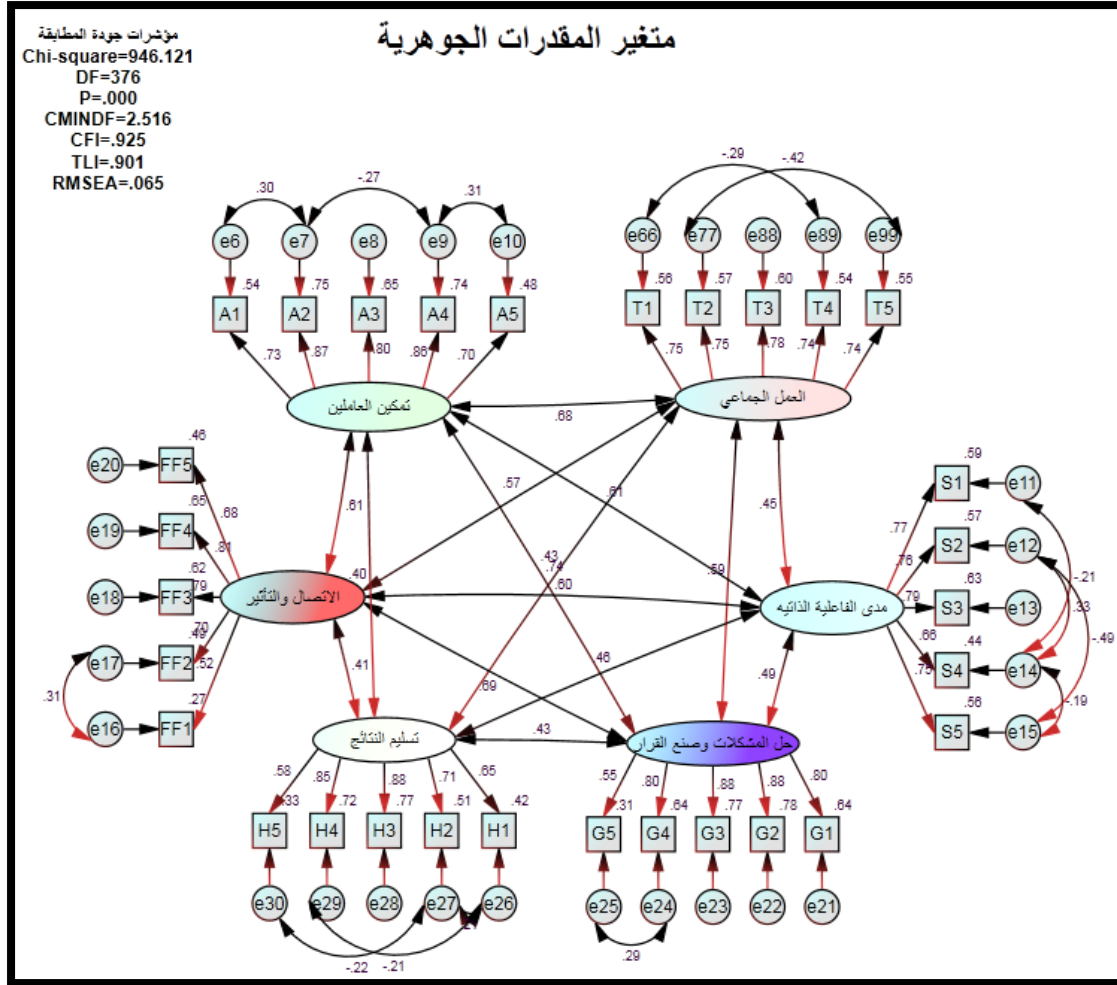 متغير المقدرات الجوهرية
مؤشرات جودة المطابقة
Chi-square=946.121
DF=376
P=.000
CMINDF=2.516
CFI=.925
TLI=.901
RMSEA=.065
.30
-.27
.31
-.29
-.42
e6
e7
e8
e9
e10
e66
e77
e88
e89
e99
.54
.75
.65
.74
.48
.56
.57
.60
.54
.55
A1
A2
A3
A4
A5
T1
T2
T3
T4
T5
.73
.87
.80
.86
.70
.75
.75
.78
.74
.74
تمكين العاملين
العمل الجماعي
.68
.46
e20
FF5
.59
S1
e11
.68
.57
.61
.61
.45
.77
.65
e19
FF4
.81
.57
S2
e12
.76
.62
e18
FF3
.79
.40
.43
.74
.60
.59
الاتصال والتأثير
مدى الفاعلية الذاتيه
.79
.63
S3
e13
-.21
.33
-.49
.70
.49
e17
FF2
.52
.66
.44
S4
e14
.75
.31
.27
e16
FF1
.41
.69
.46
.49
.56
S5
e15
-.19
تسليم النتائج
.43
حل المشكلات وصنع القرار
.58
.85
.88
.71
.65
.55
.80
.88
.88
.80
.33
.72
.77
.51
.42
.31
.64
.77
.78
.64
H5
H4
H3
H2
H1
G5
G4
G3
G2
G1
e30
e29
e28
e27
e26
e25
e24
e23
e22
e21
-.22
-.21
.29